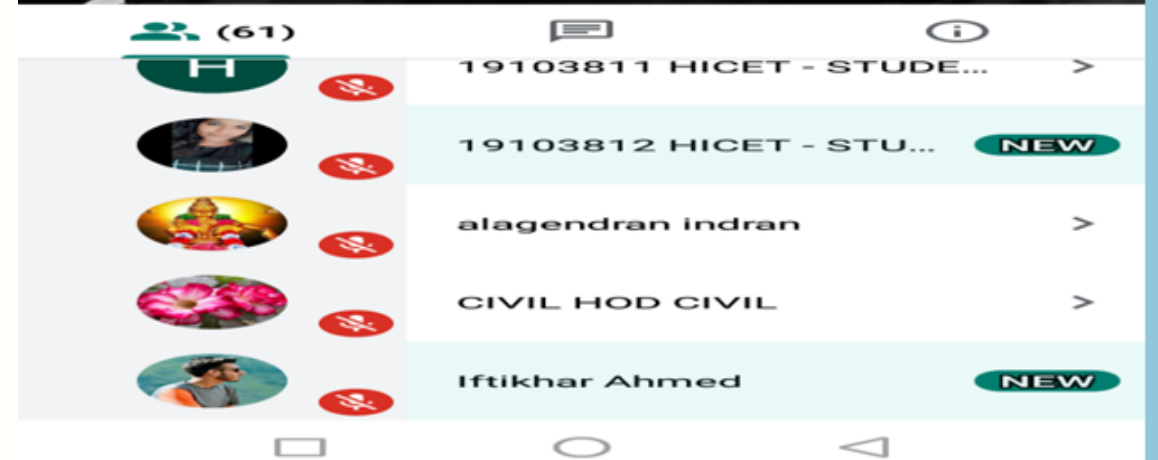 (61)
H
19103811 HICET - STUDE...
19103812 HICET - STU... NEW
alagendran indran
CIVIL HOD CIVIL
Iftikhar Ahmed NEW